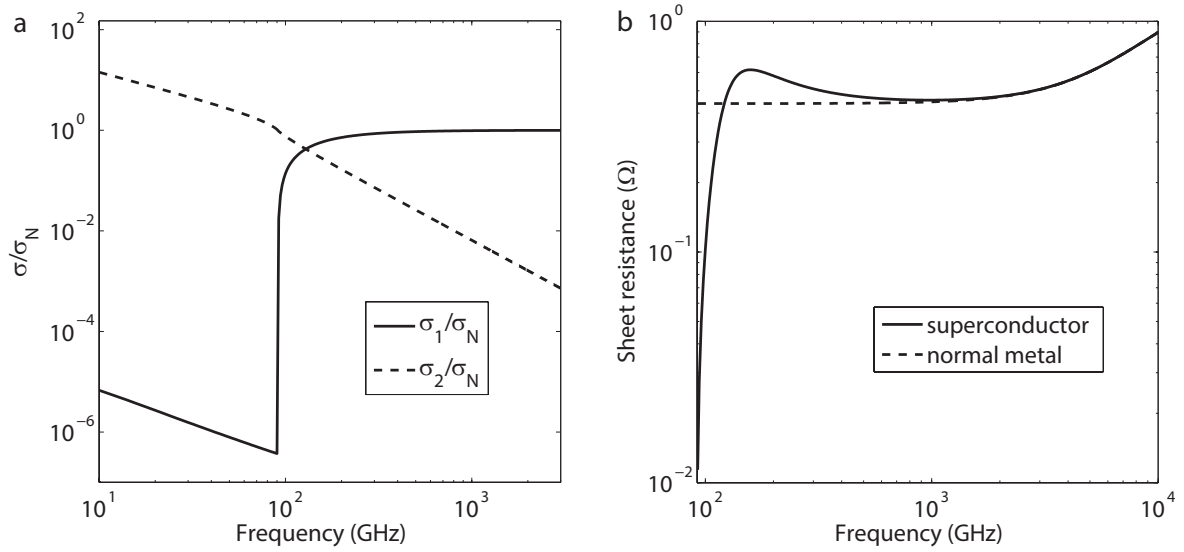 a
σ/σ_N
10^2
10^0
10^−2
10^−4
10^−6
σ_1/σ_N
σ_2/σ_N
10^1
10^2
10^3
Frequency (GHz)
b
Sheet resistance (Ω)
10^0
10^−1
10^−2
superconductor
normal metal
10^2
10^3
10^4
Frequency (GHz)